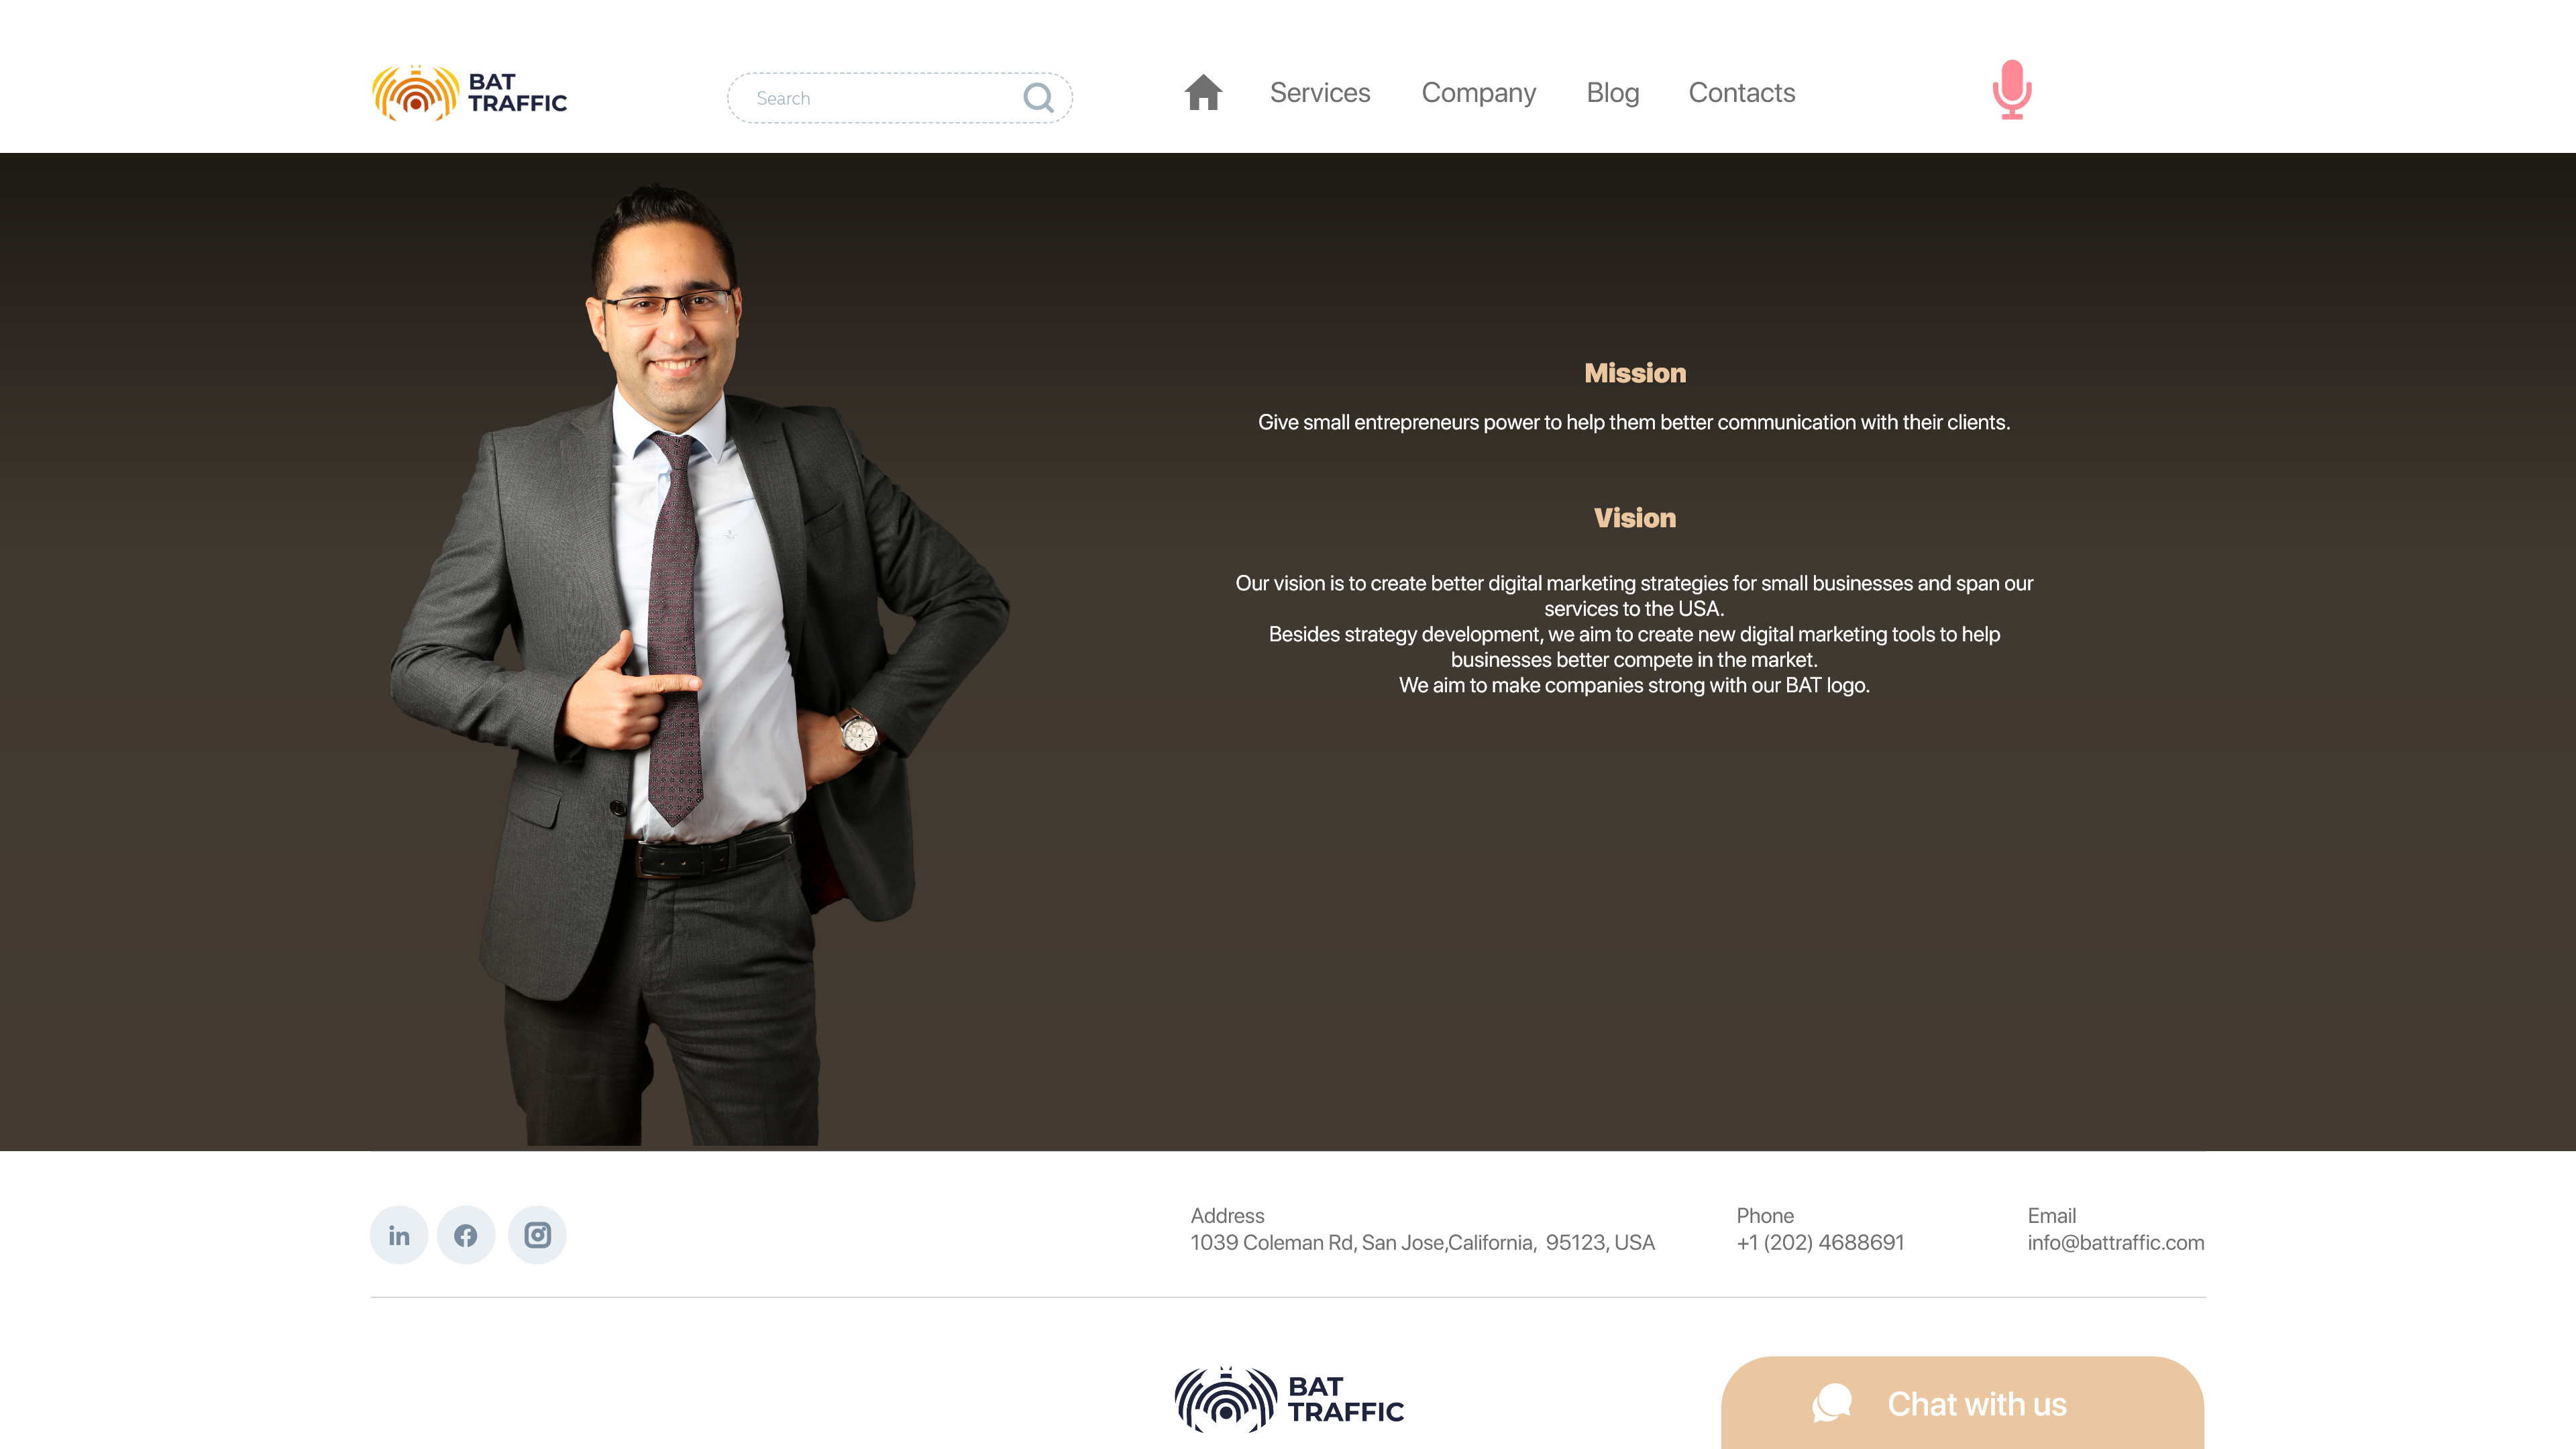 BAT
TRAFFIC
Search
Services Company Blog Contacts
Mission
Give small entrepreneurs power to help them better communication with their clients.
Vision
Our vision is to create better digital marketing strategies for small businesses and span our
services to the USA.
Besides strategy development, we aim to create new digital marketing tools to help
businesses better compete in the market.
We aim to make companies strong with our BAT logo.
in
Address
1039 Coleman Rd, San Jose,California,  95123, USA
Phone
+1 (202) 4688691
Email
info@battraffic.com
BAT
TRAFFIC
Chat with us